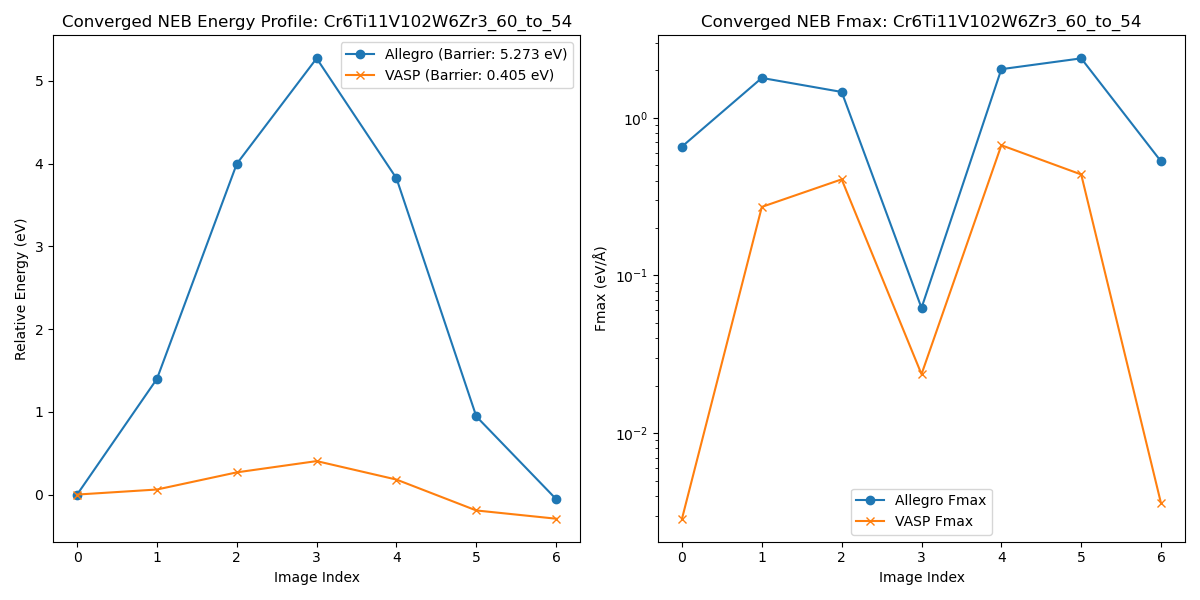 Converged NEB Energy Profile: Cr6Ti11V102W6Zr3_60_to_54
Allegro (Barrier: 5.273 eV)
VASP (Barrier: 0.405 eV)
Relative Energy (eV)
5
4
3
2
1
0
0 1 2 3 4 5 6
Image Index
Converged NEB Fmax: Cr6Ti11V102W6Zr3_60_to_54
Fmax (eV/Å)
10⁰
10⁻¹
10⁻²
Allegro Fmax
VASP Fmax
0 1 2 3 4 5 6
Image Index